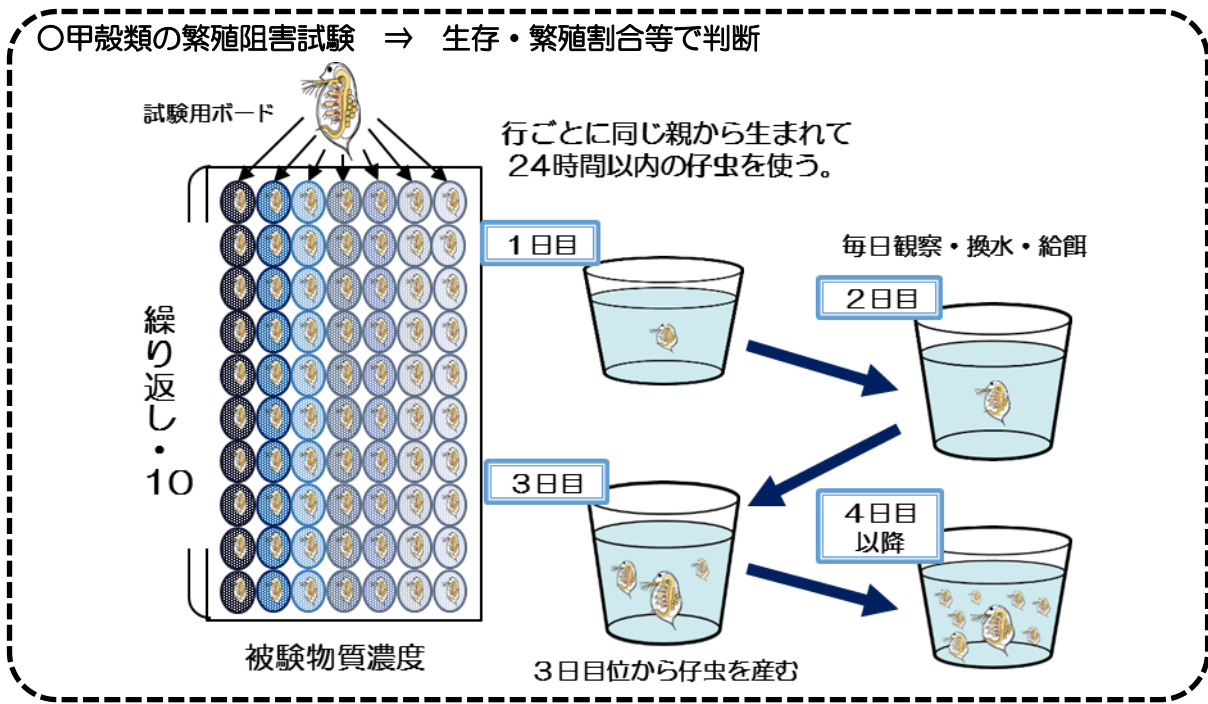 〇甲殻類の繁殖阻害試験　⇒　生存・繁殖割合等で判断
試験用ボード
行ごとに同じ親から生まれて
24時間以内の仔虫を使う。
1日目
毎日観察・換水・給餌
2日目
繰り返し・10
3日目
4日目
以降
被験物質濃度
3日目位から仔虫を産む